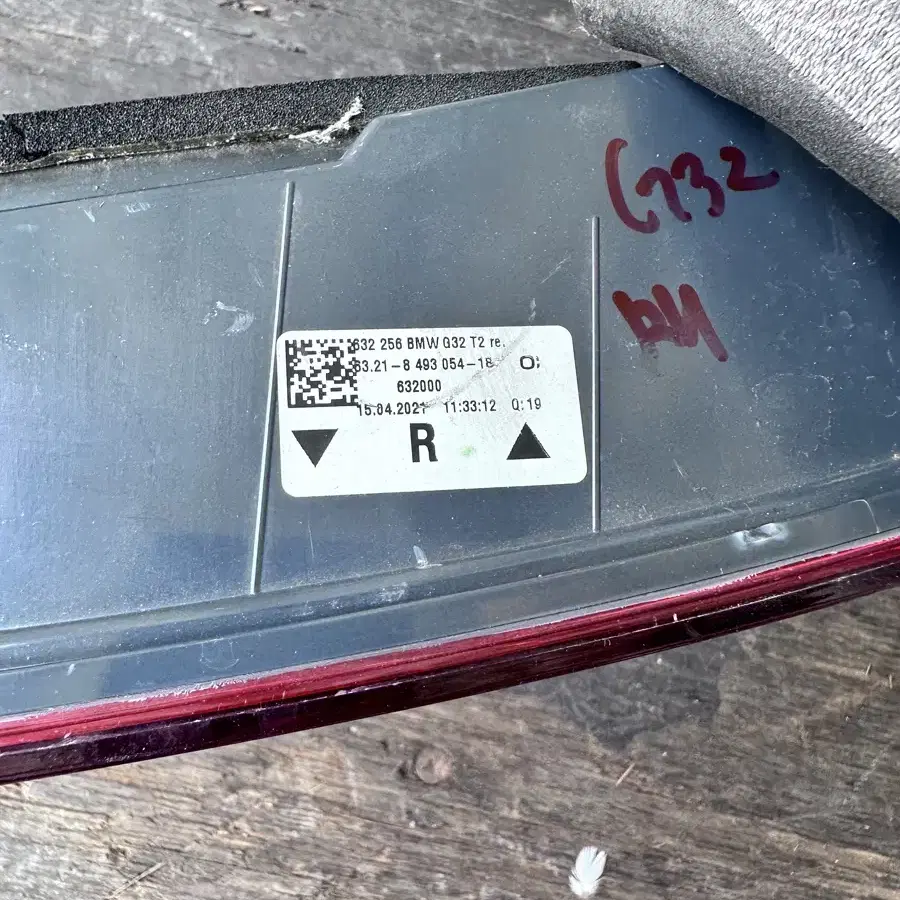 G32
RH
632 256 BMW G32 T2 re.
63.21-8 493 054-18
632000
15.04.2021 11:33:12 Q:19
R